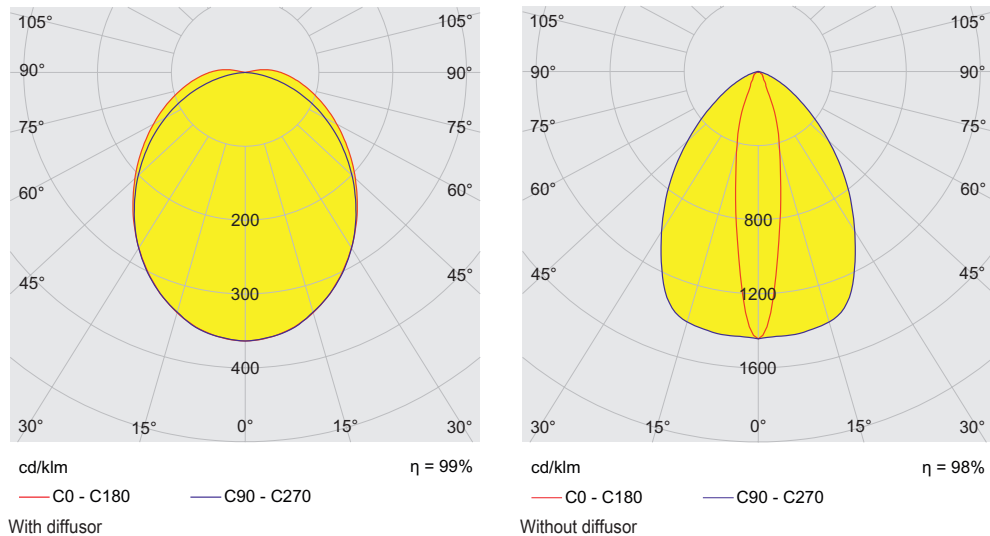 105° 105° 105° 105°
90° 90° 90° 90°
75° 75° 75° 75°
60° 60° 60° 60°
200 800
45° 45° 45° 45°
300 1200
400 1600
30° 15° 0° 15° 30° 30° 15° 0° 15° 30°
cd/klm η = 99% cd/klm η = 98%
C0 - C180 C90 - C270 C0 - C180 C90 - C270
With diffusor Without diffusor